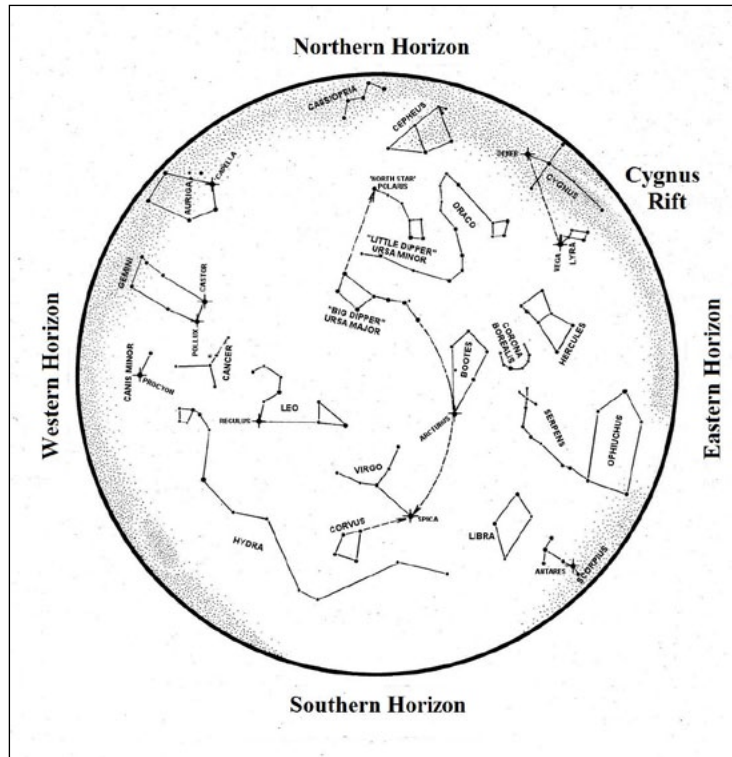 Northern Horizon
CASSIOPEIA
CEPHEUS
DENEB
CYGNUS
Cygnus
Rift
CAPELLA
AURIGA
"NORTH STAR"
POLARIS
DRACO
"LITTLE DIPPER"
URSA MINOR
VEGA
LYRA
GEMINI
CASTOR
"BIG DIPPER"
URSA MAJOR
HERCULES
CORONA
BOREALIS
POLLUX
CANCER
BOOTES
CANIS MINOR
PROCYON
Western Horizon
Eastern Horizon
LEO
REGULUS
ARCTURUS
SERPENS
OPHIUCHUS
VIRGO
CORVUS
SPICA
HYDRA
LIBRA
ANTARES
SCORPIUS
Southern Horizon